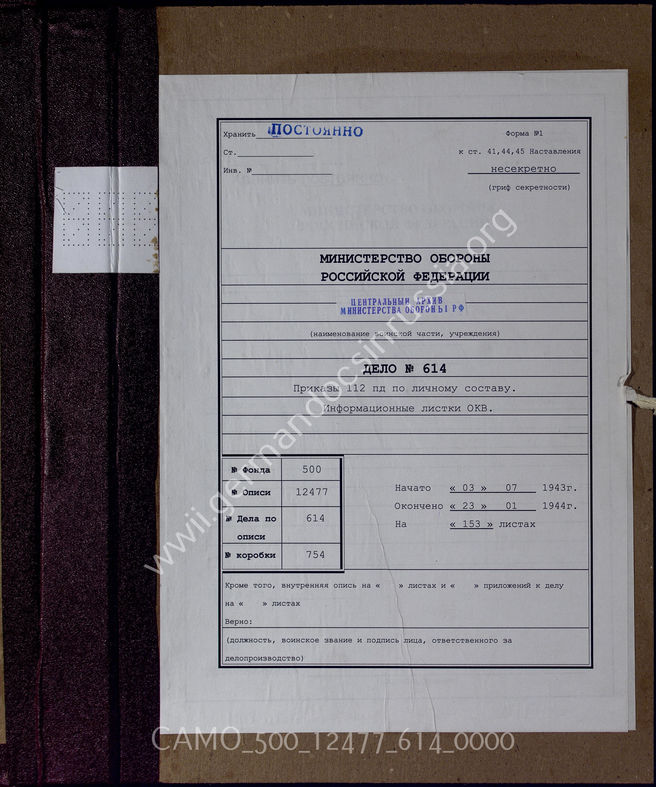 Хранить ПОСТОЯННО
Форма №1
Ст.
к ст. 41,44,45 Наставления
Инв. №
несекретно
(гриф секретности)
МИНИСТЕРСТВО ОБОРОНЫ
РОССИЙСКОЙ ФЕДЕРАЦИИ
ЦЕНТРАЛЬНЫЙ АРХИВ
МИНИСТЕРСТВА ОБОРОНЫ РФ
(наименование воинской части, учреждения)
ДЕЛО № 614
Приказы 112 пд по личному составу.
Информационные листки ОКВ.
№ Фонда 500
№ Описи 12477
№ Дела по описи 614
№ коробки 754
Начато « 03 » 07 1943г.
Окончено « 23 » 01 1944г.
На « 153 » листах
Кроме того, внутренняя опись на « » листах и « » приложений к делу
на « » листах
Верно:
(должность, воинское звание и подпись лица, ответственного за
делопроизводство)
www.germandocsinrussia.org
CAMO_500_12477_614_0000